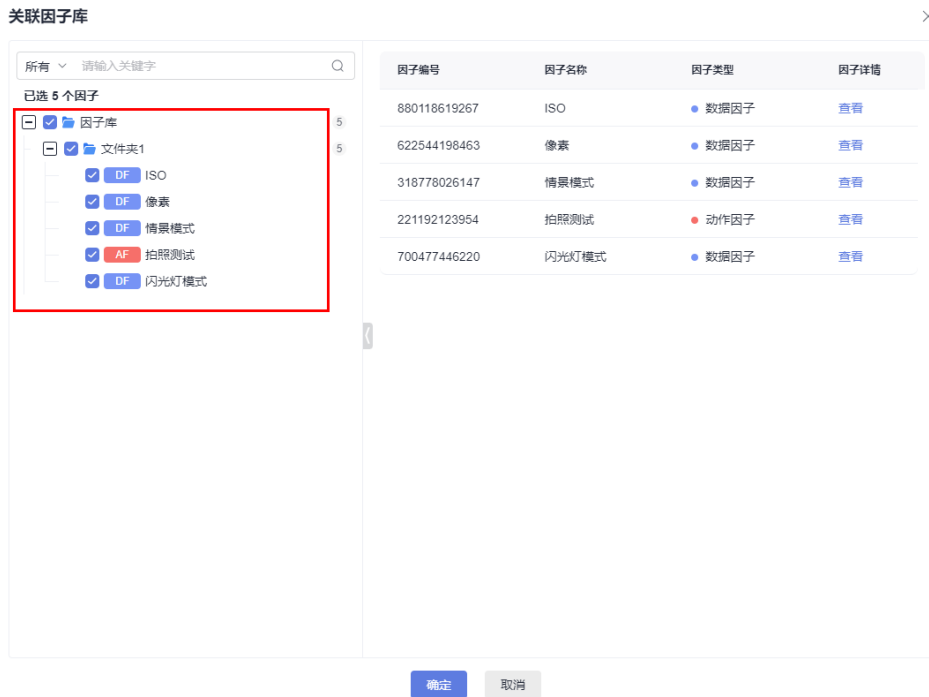 关联因子库
所有 请输入关键字
已选 5 个因子
因子库 5
文件夹1 5
DF ISO
DF 像素
DF 情景模式
AF 拍照测试
DF 闪光灯模式
因子编号 因子名称 因子类型 因子详情
880118619267 ISO 数据因子 查看
622544198463 像素 数据因子 查看
318778026147 情景模式 数据因子 查看
221192123954 拍照测试 动作因子 查看
700477446220 闪光灯模式 数据因子 查看
确定 取消